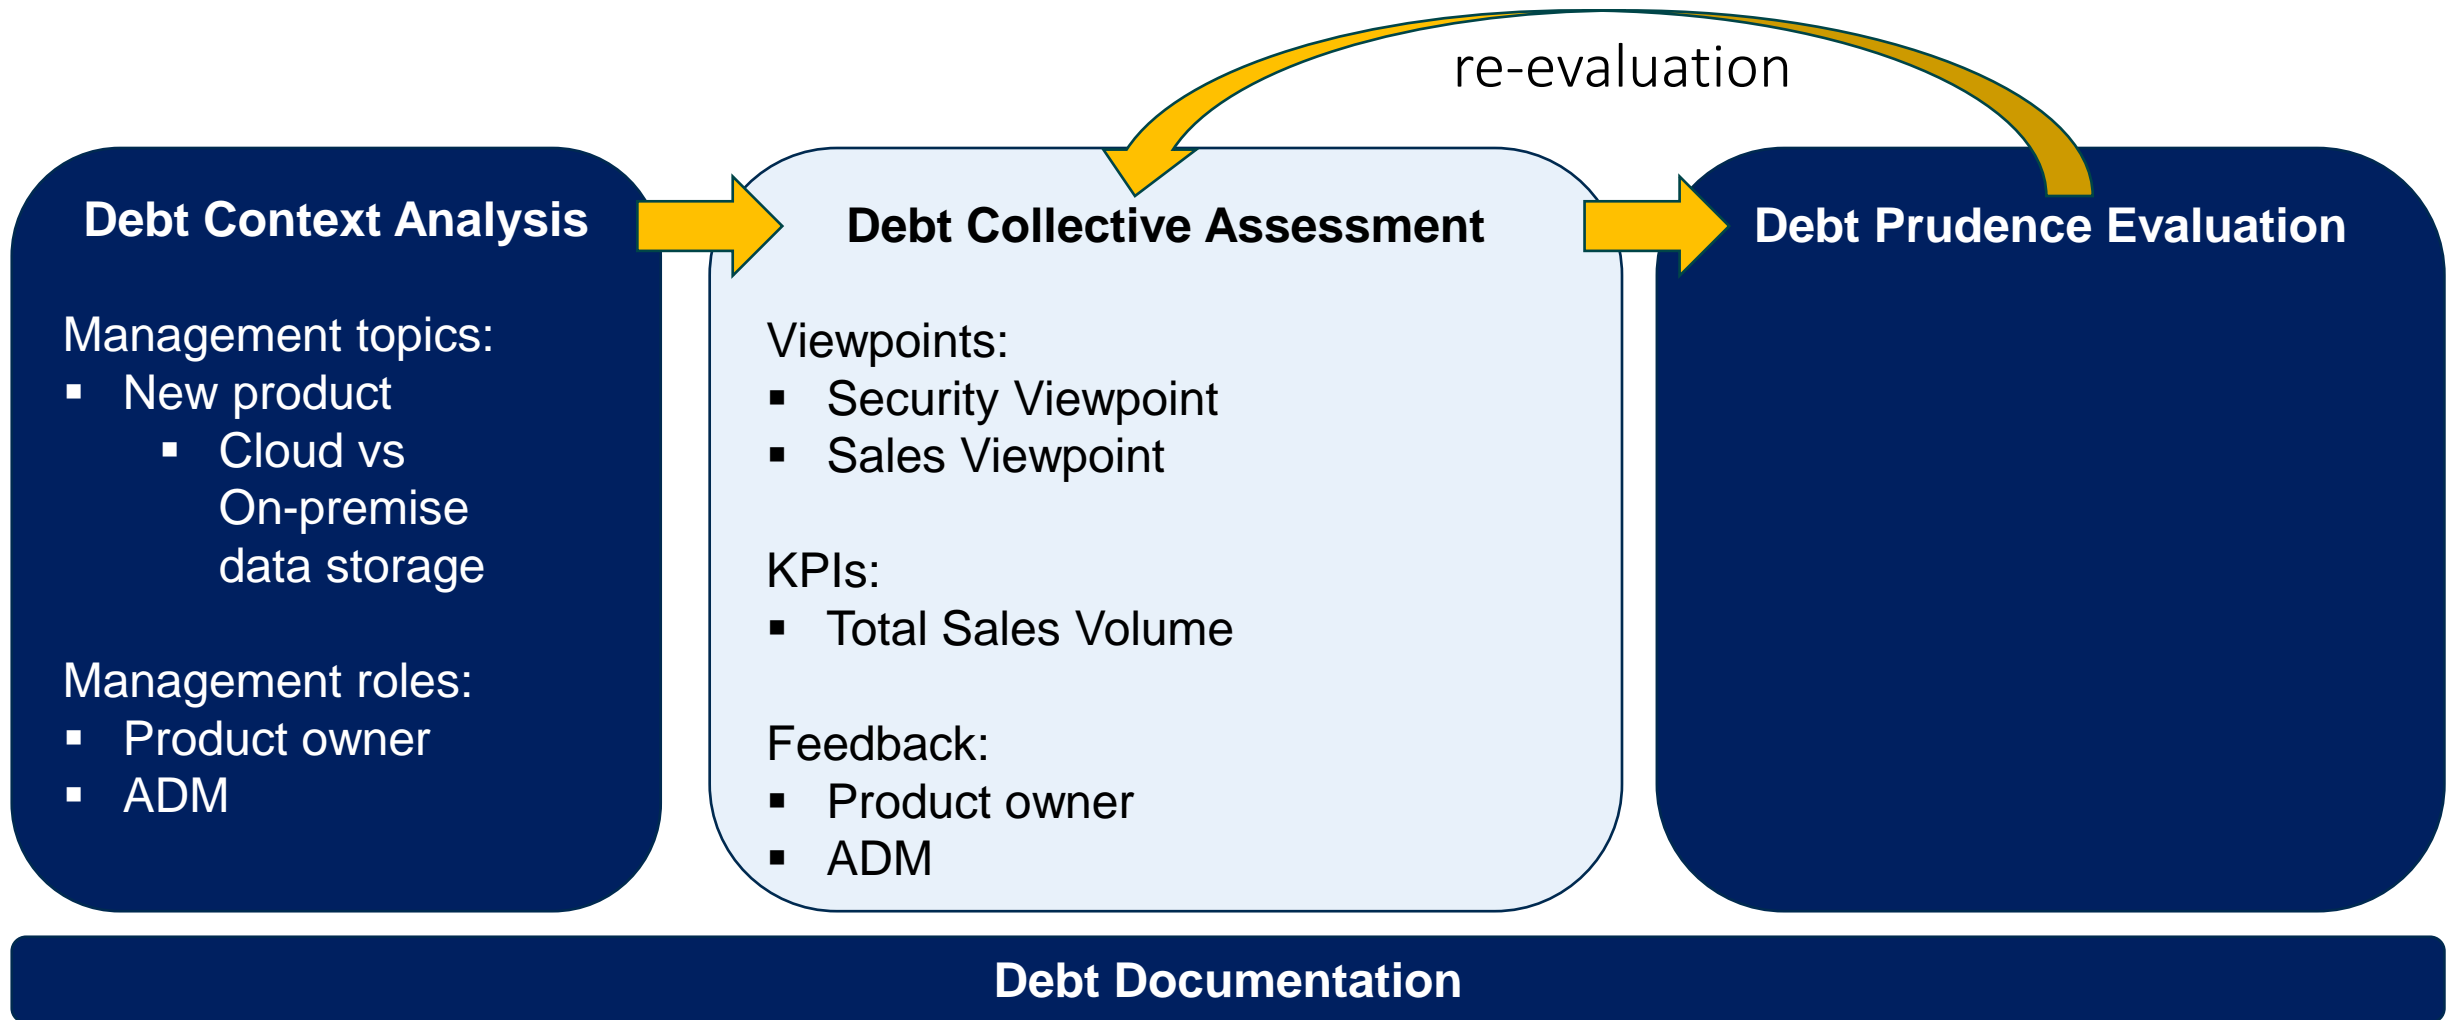 re-evaluation
Debt Context Analysis
Management topics:
▪ New product
▪ Cloud vs
On-premise
data storage
Management roles:
▪ Product owner
▪ ADM
Debt Collective Assessment
Viewpoints:
▪ Security Viewpoint
▪ Sales Viewpoint
KPIs:
▪ Total Sales Volume
Feedback:
▪ Product owner
▪ ADM
Debt Prudence Evaluation
Debt Documentation